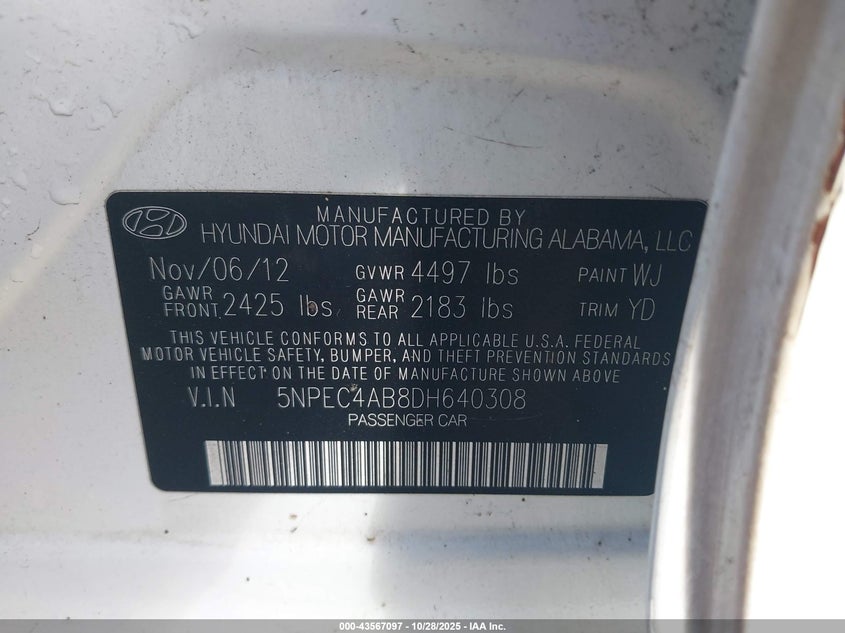 MANUFACTURED BY
HYUNDAI MOTOR MANUFACTURING ALABAMA, LLC
Nov/06/12 GVWR 4497 lbs PAINT WJ
GAWR FRONT 2425 lbs GAWR REAR 2183 lbs TRIM YD
THIS VEHICLE CONFORMS TO ALL APPLICABLE U.S.A. FEDERAL
MOTOR VEHICLE SAFETY, BUMPER, AND THEFT PREVENTION STANDARDS
IN EFFECT ON THE DATE OF MANUFACTURE SHOWN ABOVE
V.I.N 5NPEC4AB8DH640308
PASSENGER CAR
000-43567097 - 10/28/2025 - IAA Inc.